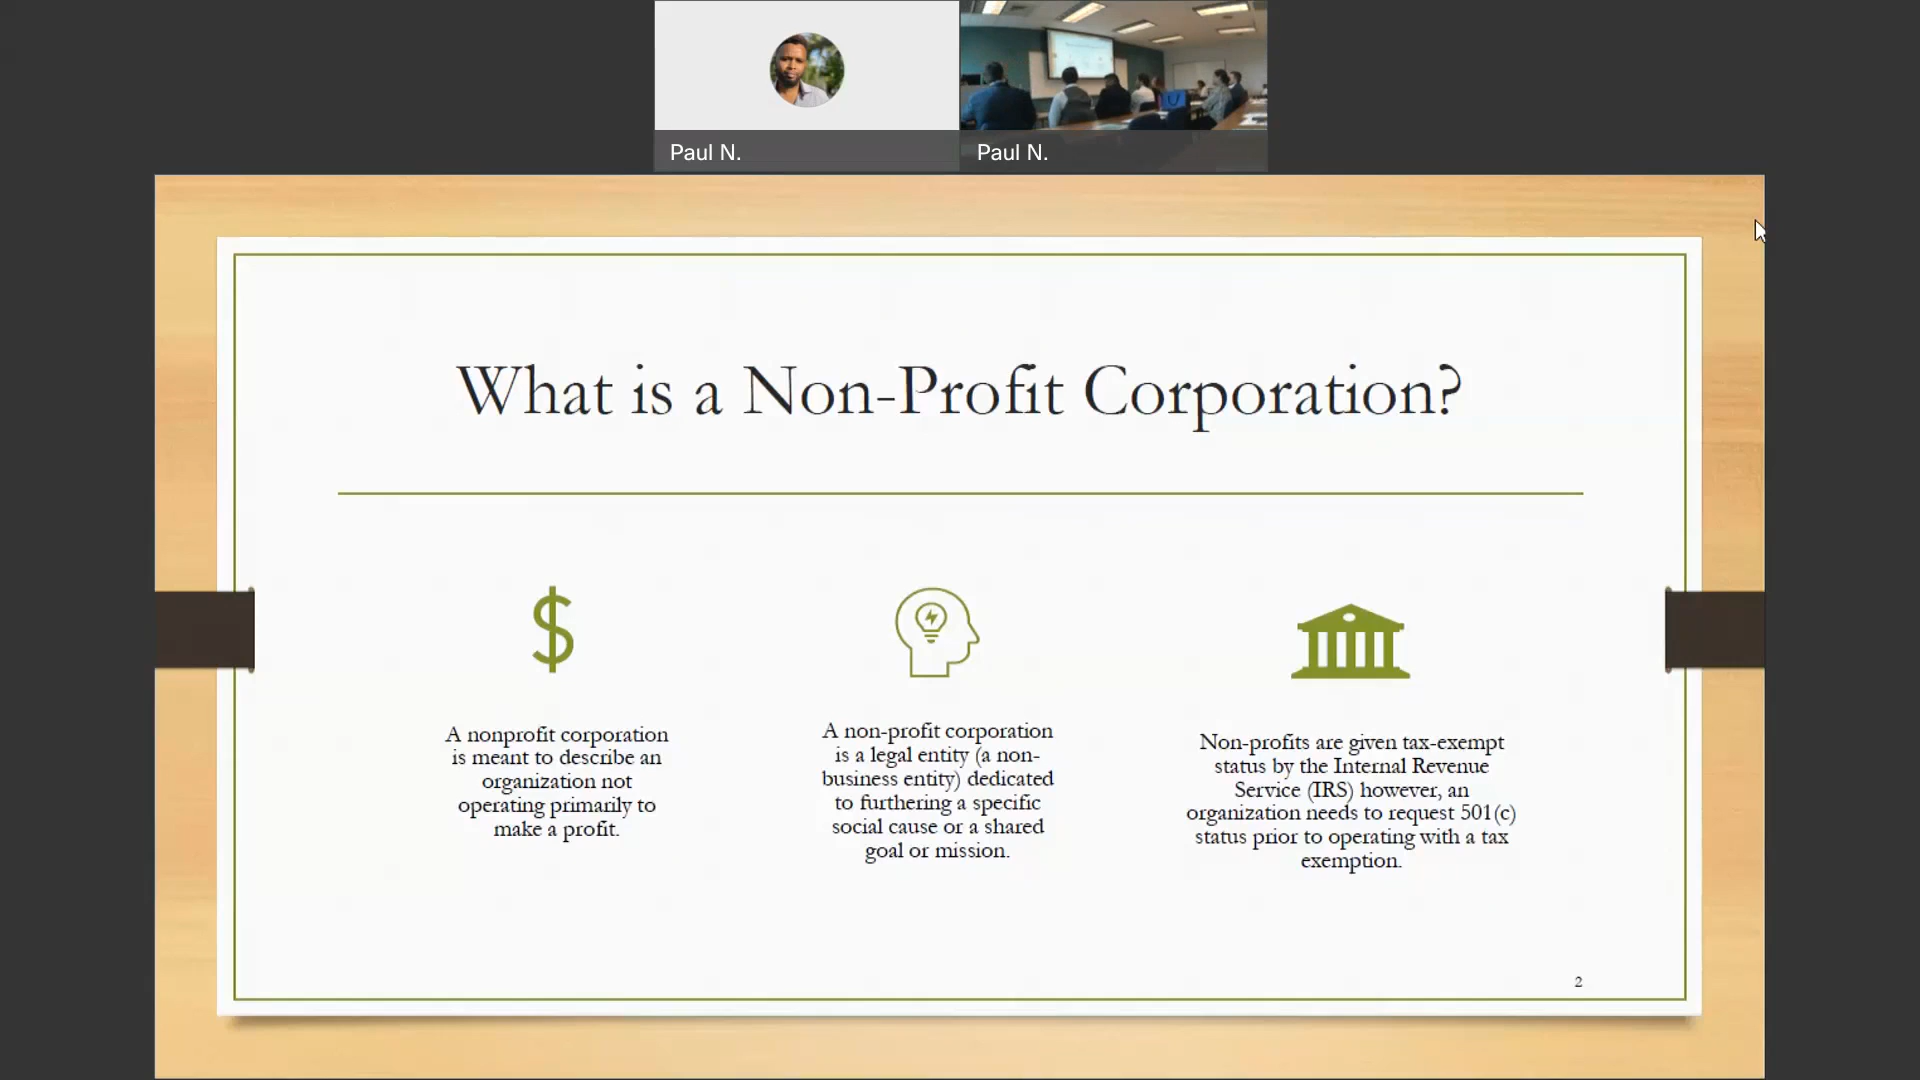 Paul N.
Paul N.
What is a Non-Profit Corporation?
$
A nonprofit corporation
is meant to describe an
organization not
operating primarily to
make a profit.
A non-profit corporation
is a legal entity (a non-
business entity) dedicated
to furthering a specific
social cause or a shared
goal or mission.
Non-profits are given tax-exempt
status by the Internal Revenue
Service (IRS) however, an
organization needs to request 501(c)
status prior to operating with a tax
exemption.
2